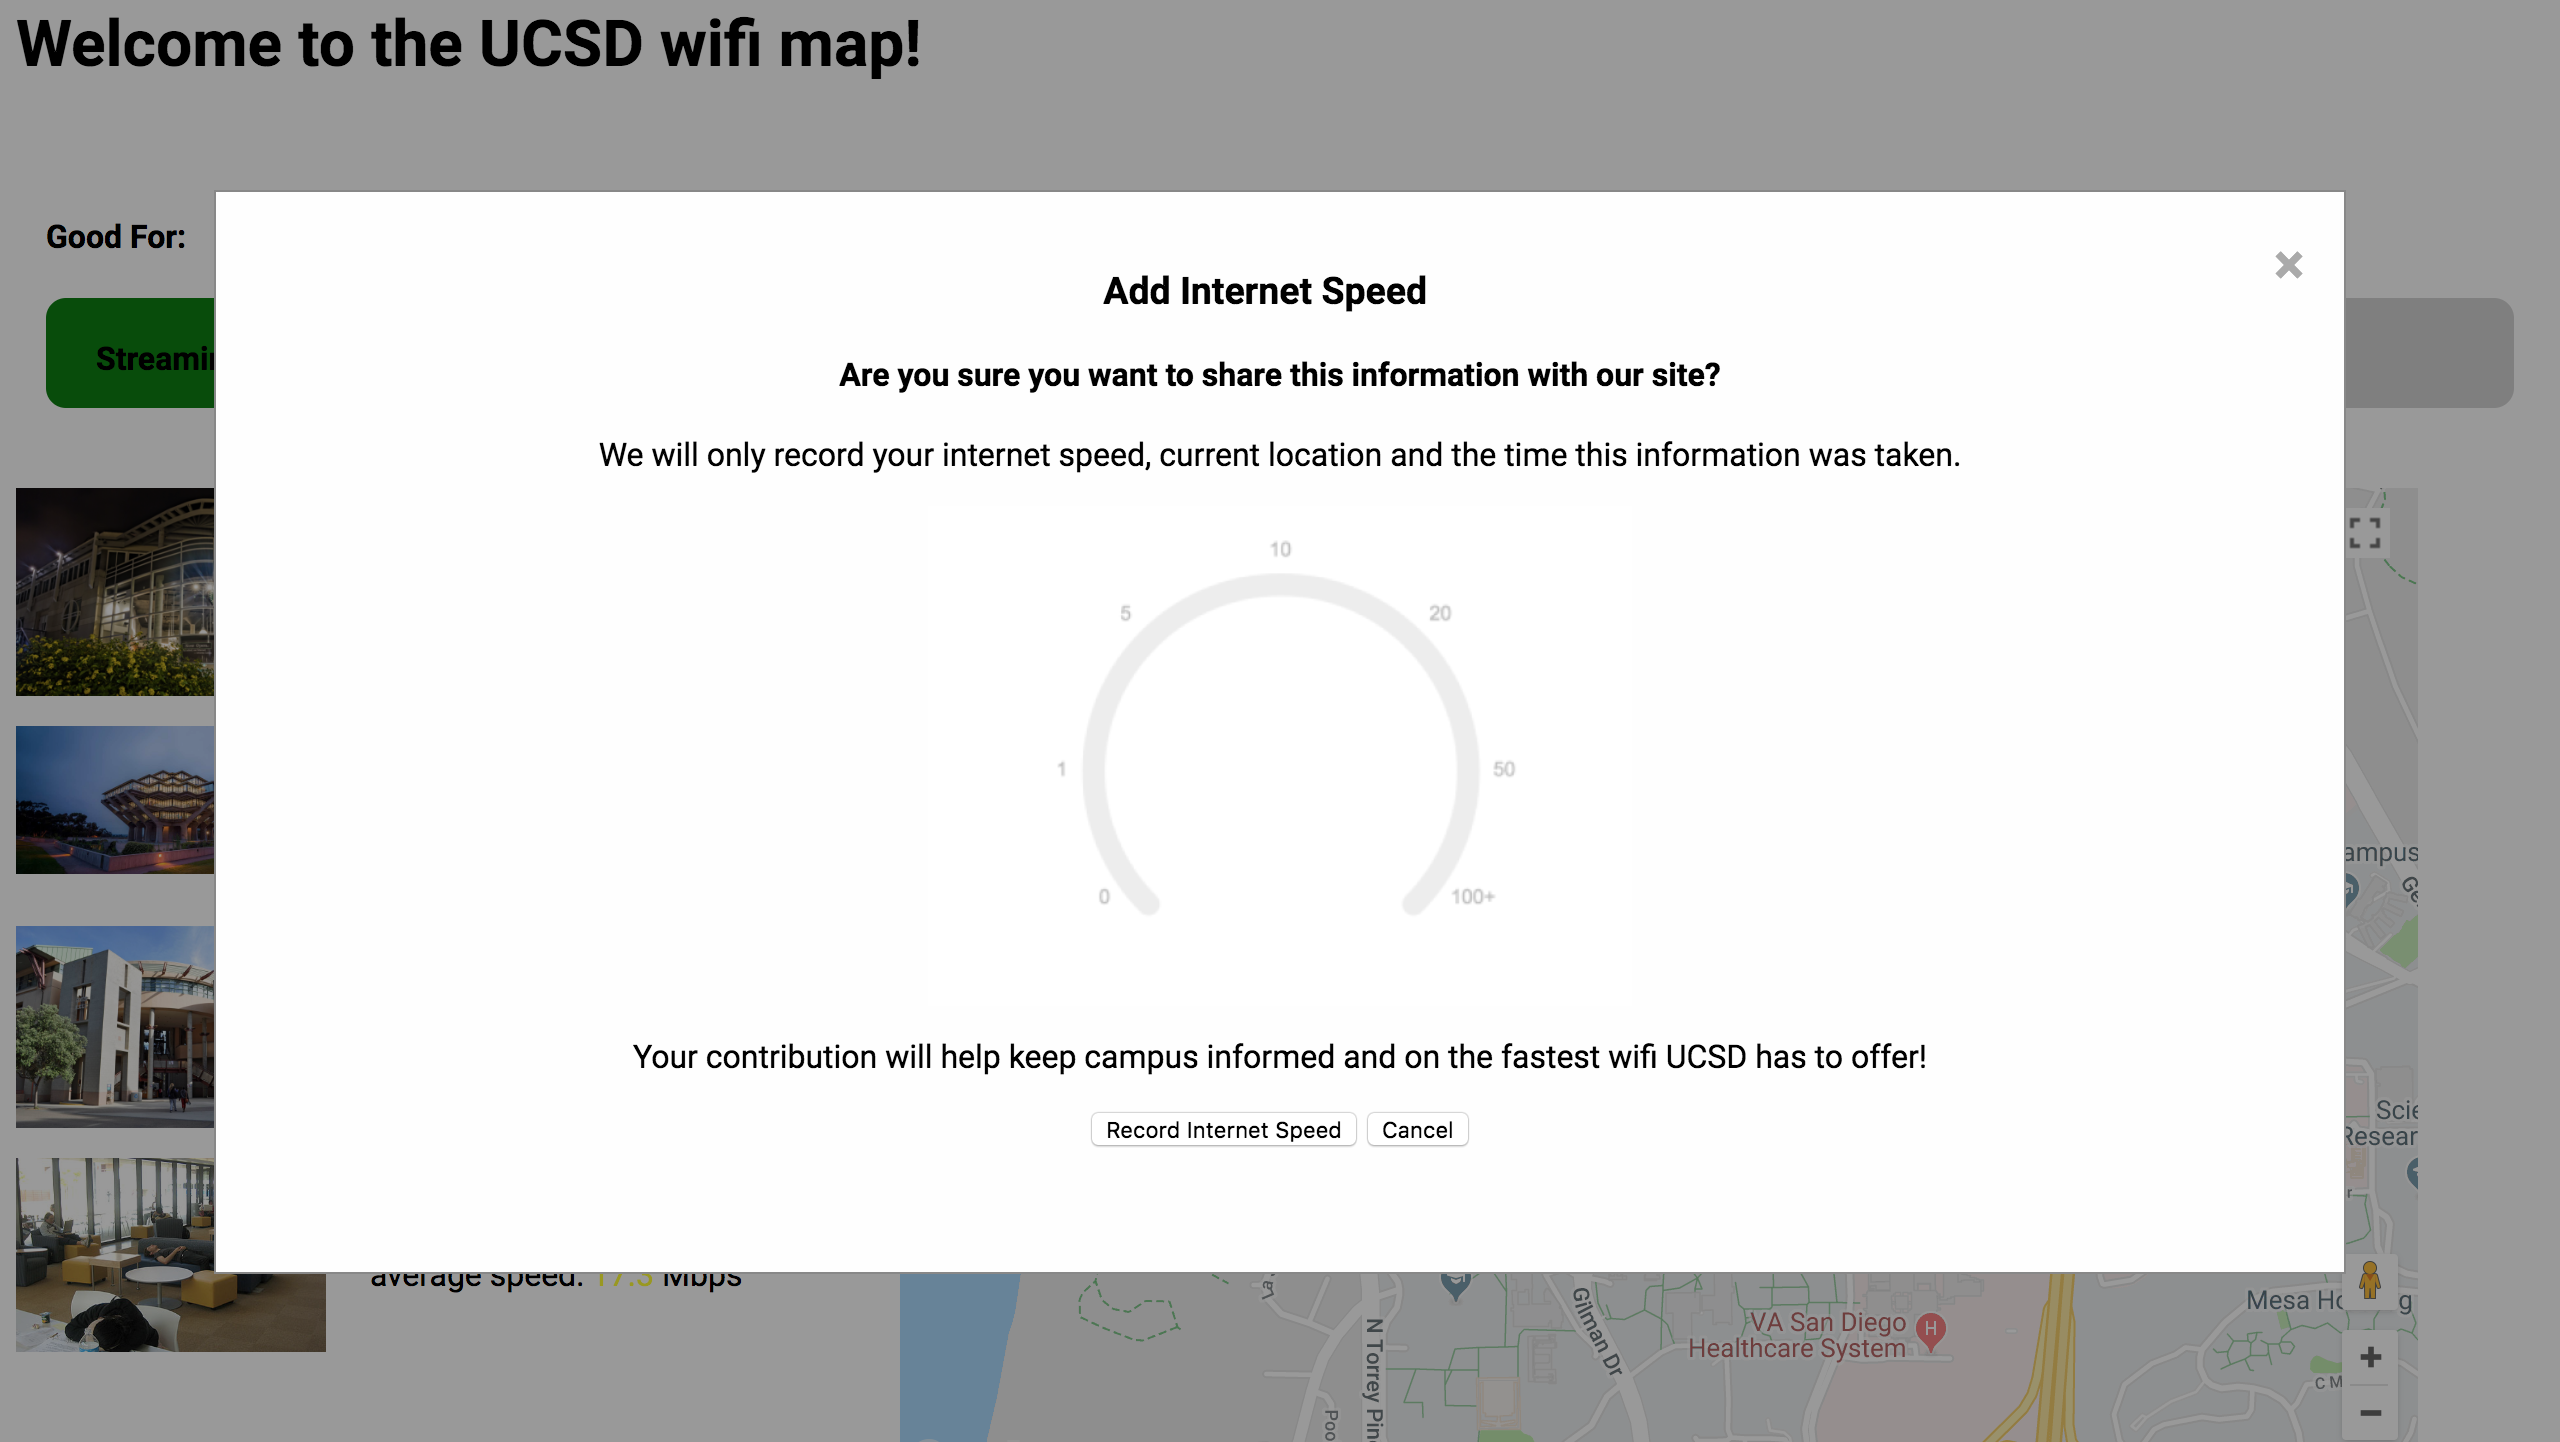 Welcome to the UCSD wifi map!
Good For:
Add Internet Speed
Are you sure you want to share this information with our site?
Streamin
We will only record your internet speed, current location and the time this information was taken.
10
5
20
1
50
0
100+
ampus
Your contribution will help keep campus informed and on the fastest wifi UCSD has to offer!
Record Internet Speed
Cancel
Scie
Resear
average speed: 17.3 Mbps
Gilman Dr
N Torrey Pin
VA San Diego
Healthcare System
H
Mesa Ho
g
C M
Poo